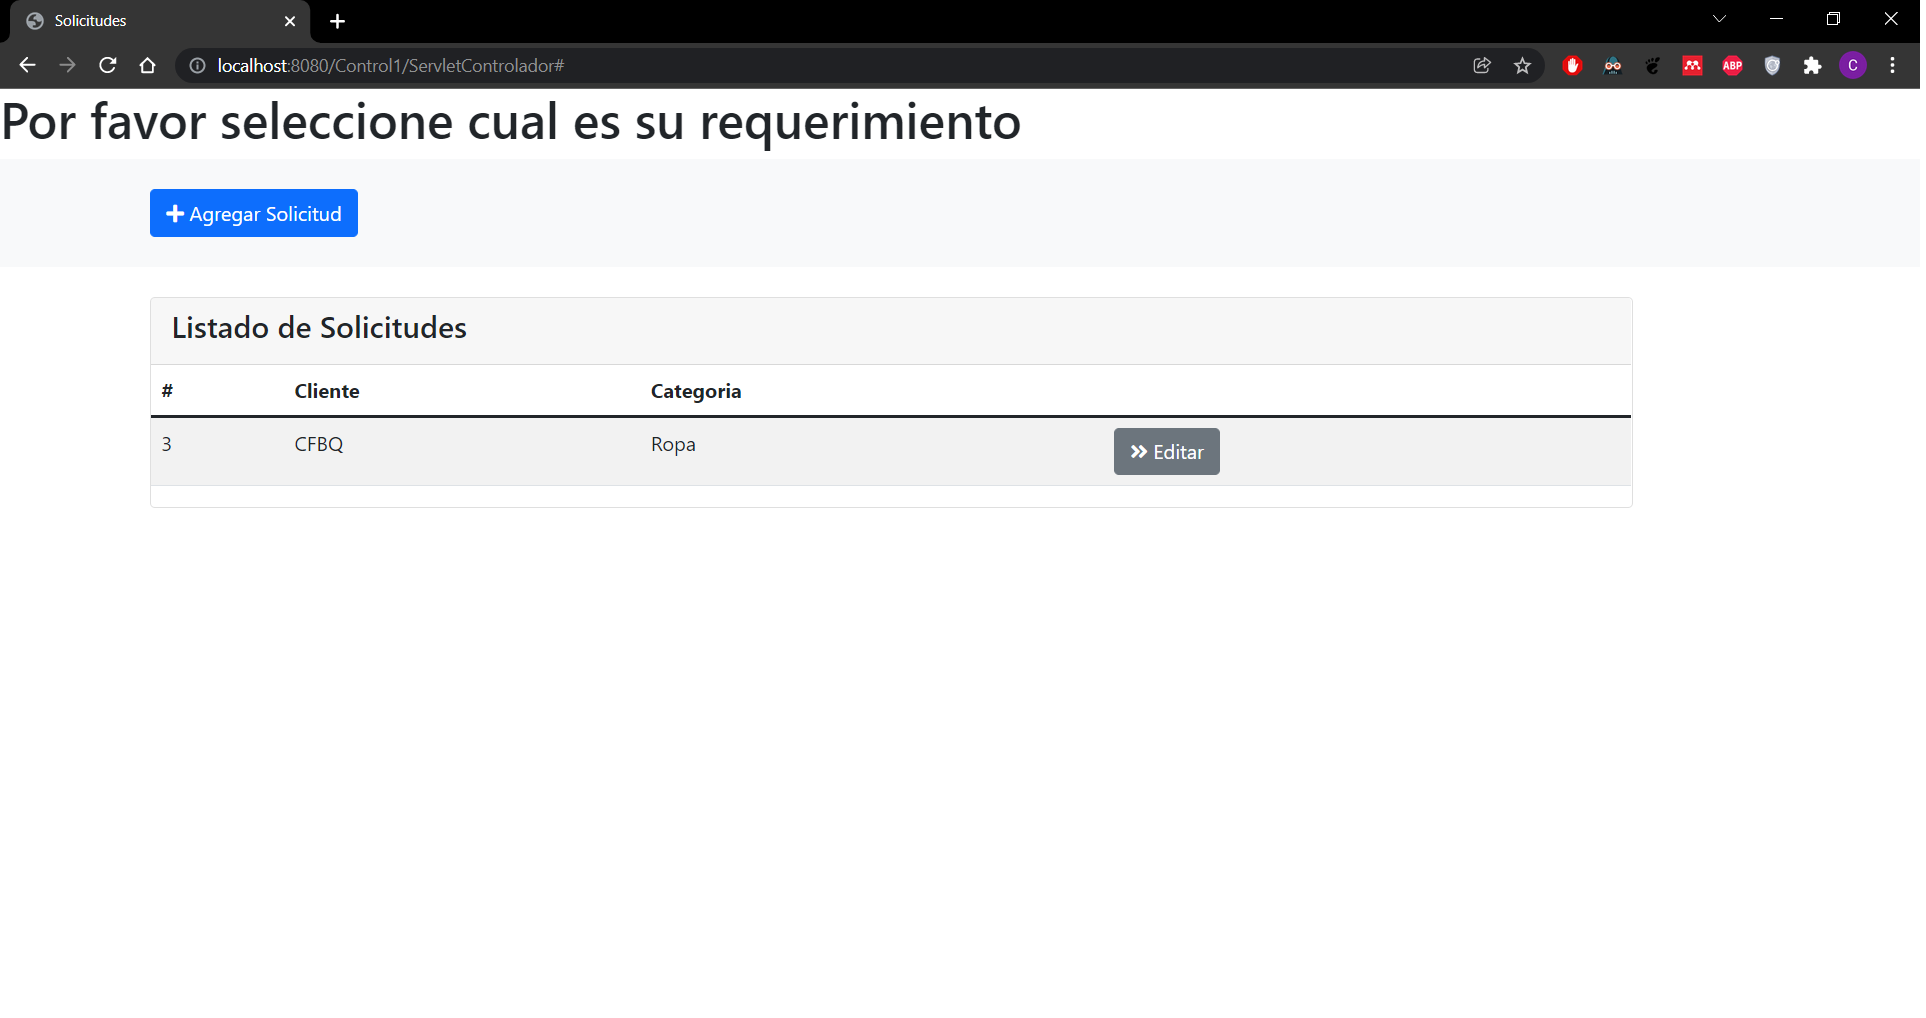 Solicitudes
localhost:8080/Control1/ServletControlador#
ABP
C
Por favor seleccione cual es su requerimiento
Agregar Solicitud
Listado de Solicitudes
# Cliente Categoria
3 CFBQ Ropa Editar